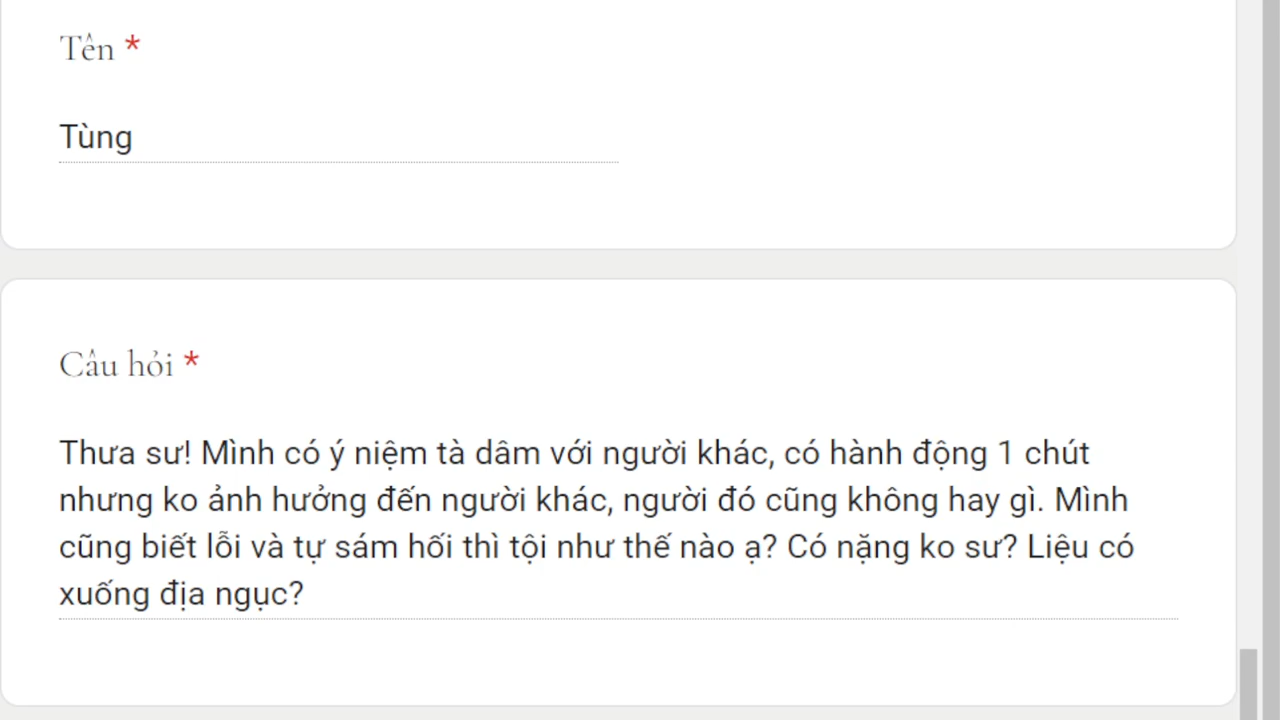 Tên *
Tùng
Câu hỏi *
Thưa sư! Mình có ý niệm tà dâm với người khác, có hành động 1 chút
nhưng ko ảnh hưởng đến người khác, người đó cũng không hay gì. Mình
cũng biết lỗi và tự sám hối thì tội như thế nào ạ? Có nặng ko sư? Liệu có
xuống địa ngục?